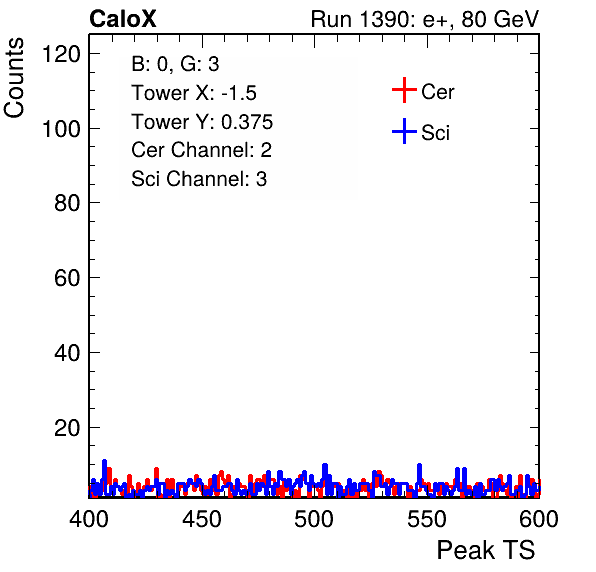 CaloX Run 1390: e+, 80 GeV
Counts
120
100
80
60
40
20
B: 0, G: 3
Tower X: -1.5
Tower Y: 0.375
Cer Channel: 2
Sci Channel: 3
Cer
Sci
400 450 500 550 600
Peak TS